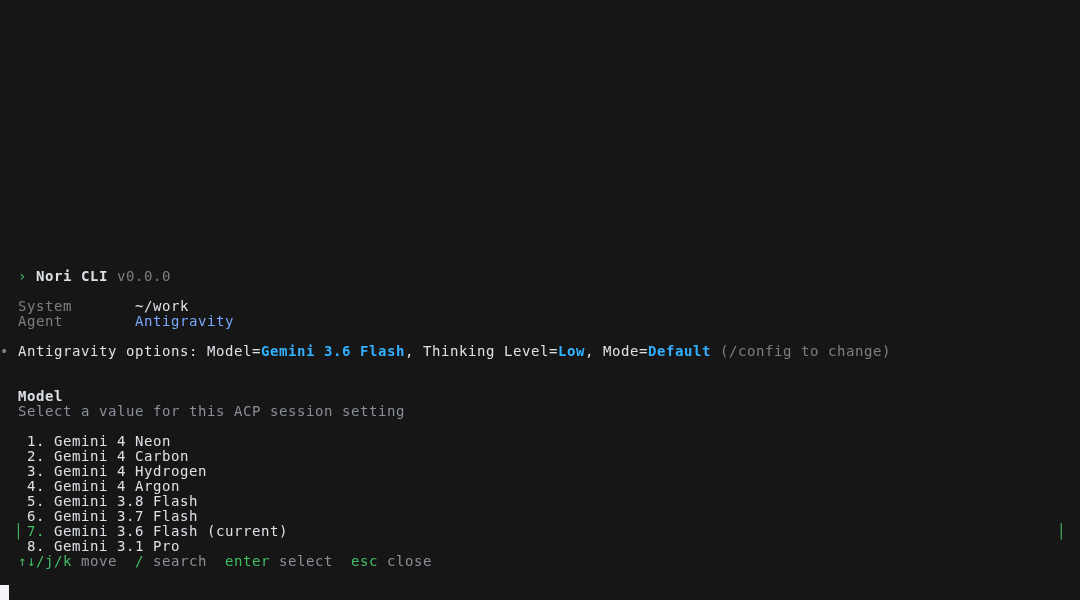 › Nori CLI v0.0.0
System ~/work
Agent Antigravity
• Antigravity options: Model=Gemini 3.6 Flash, Thinking Level=Low, Mode=Default (/config to change)
Model
Select a value for this ACP session setting
1. Gemini 4 Neon
2. Gemini 4 Carbon
3. Gemini 4 Hydrogen
4. Gemini 4 Argon
5. Gemini 3.8 Flash
6. Gemini 3.7 Flash
7. Gemini 3.6 Flash (current)
8. Gemini 3.1 Pro
↑↓/j/k move / search enter select esc close